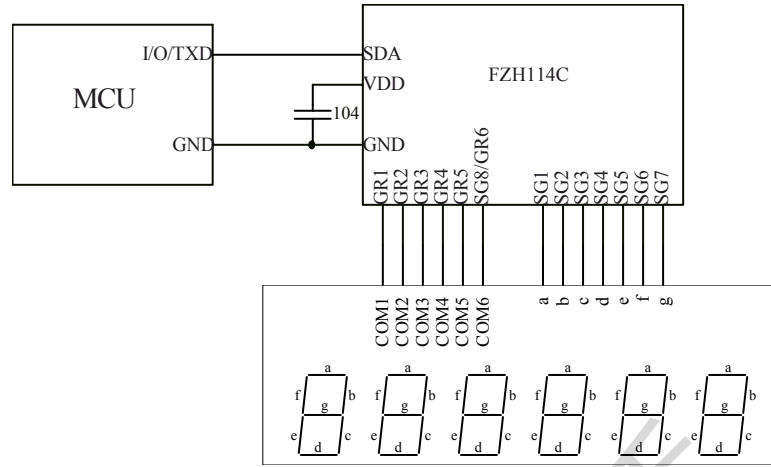 I/O/TXD
SDA
FZH114C
VDD
MCU
104
GND
GND
GR1
GR2
GR3
GR4
GR5
SG8/GR6
SG1
SG2
SG3
SG4
SG5
SG6
SG7
COM1
COM2
COM3
COM4
COM5
COM6
a
b
c
d
e
f
g
a a a a a a
f b f b f b f b f b f b
g g g g g g
e c e c e c e c e c e c
d d d d d d